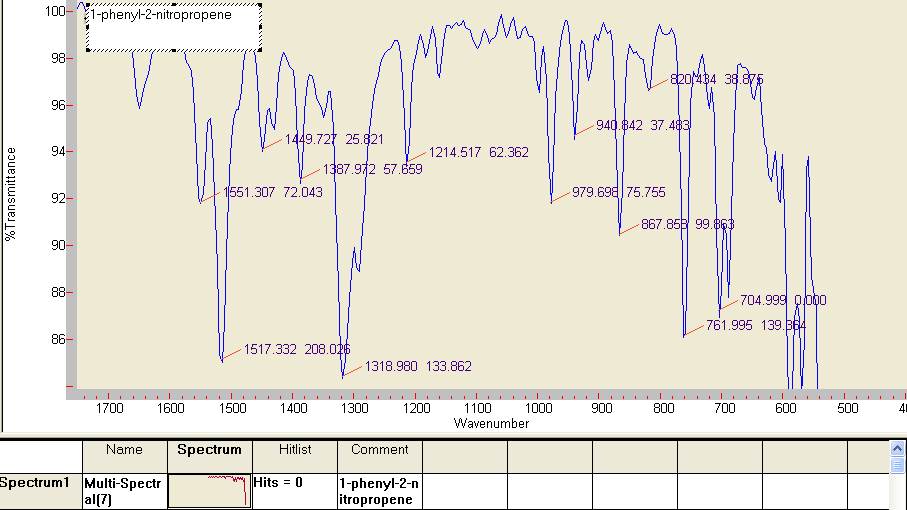 100
1-phenyl-2-nitropropene
98
820.434 38.875
96
940.842 37.483
1449.727 25.821
94
1214.517 62.362
1387.972 57.659
92
1551.307 72.043
979.698 75.755
867.859 99.863
90
88
704.999 0.000
761.995 139.364
86
1517.332 208.026
1318.980 133.862
%Transmittance
1700 1600 1500 1400 1300 1200 1100 1000 900 800 700 600 500
Wavenumber
Name Spectrum Hitlist Comment
Spectrum1 Multi-Spectr Hits = 0 1-phenyl-2-n
al(7) itropropene